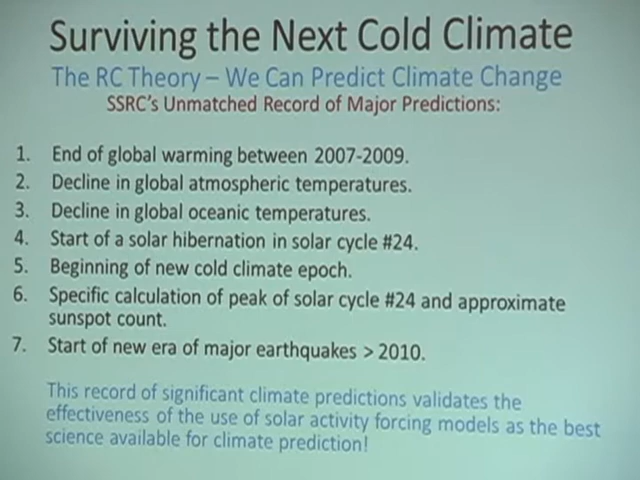 Surviving the Next Cold Climate
The RC Theory – We Can Predict Climate Change
SSRC's Unmatched Record of Major Predictions:
1. End of global warming between 2007-2009.
2. Decline in global atmospheric temperatures.
3. Decline in global oceanic temperatures.
4. Start of a solar hibernation in solar cycle #24.
5. Beginning of new cold climate epoch.
6. Specific calculation of peak of solar cycle #24 and approximate
sunspot count.
7. Start of new era of major earthquakes > 2010.
This record of significant climate predictions validates the
effectiveness of the use of solar activity forcing models as the best
science available for climate prediction!